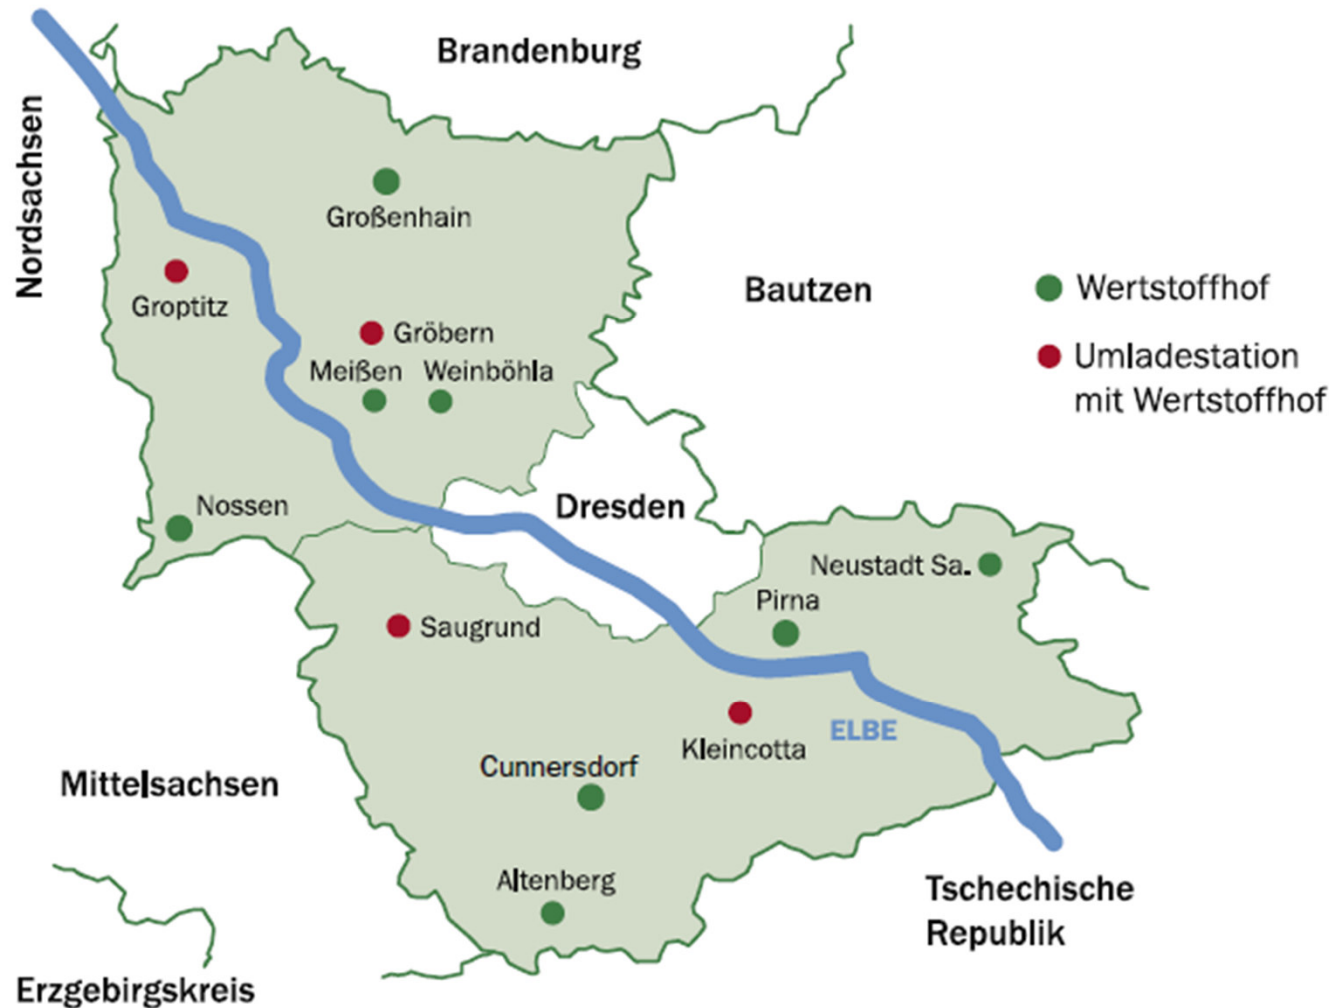 Brandenburg
Nordsachsen
Großenhain
Groptitz
Gröbern
Meißen
Weinböhla
Bautzen
Wertstoffhof
Umladestation
mit Wertstoffhof
Nossen
Dresden
Neustadt Sa.
Pirna
Saugrund
ELBE
Kleincotta
Cunnersdorf
Mittelsachsen
Altenberg
Tschechische
Republik
Erzgebirgskreis